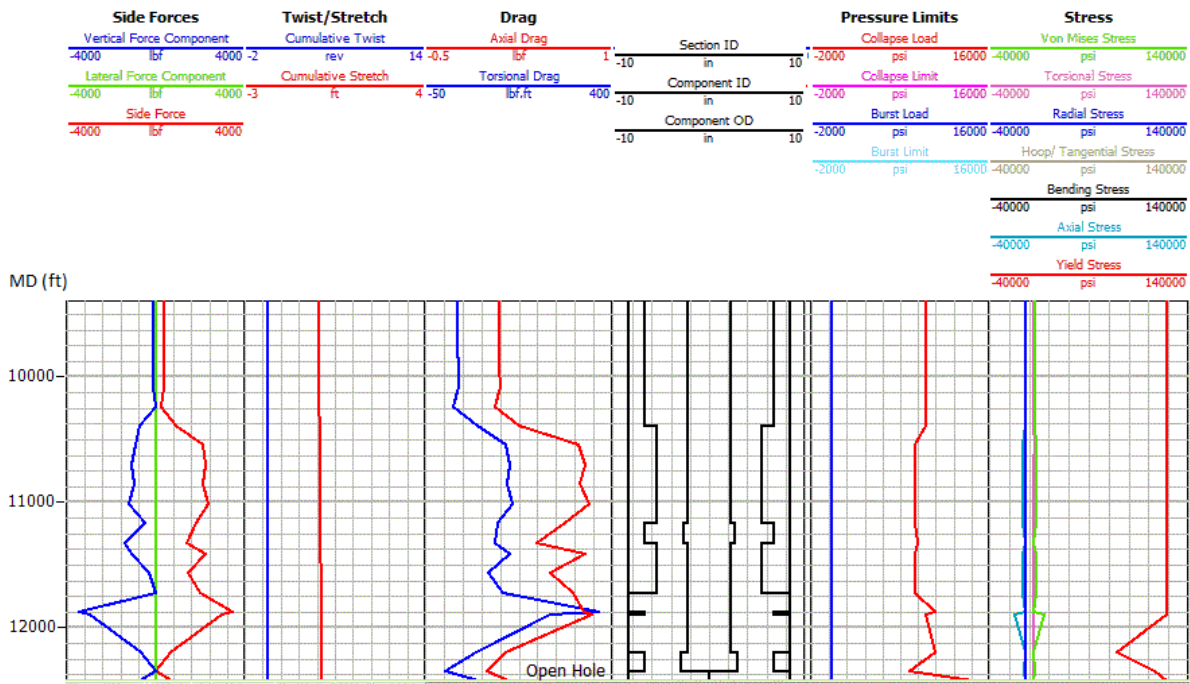 Side Forces
Vertical Force Component
-4000 lbf 4000
Lateral Force Component
-4000 lbf 4000
Side Force
-4000 lbf 4000
Twist/Stretch
Cumulative Twist
-2 rev 14
Cumulative Stretch
-3 ft 4
Drag
Axial Drag
-0.5 lbf 1
Torsional Drag
-50 lbf.ft 400
Section ID
-10 in 10
Component ID
-10 in 10
Component OD
-10 in 10
Pressure Limits
Collapse Load
-2000 psi 16000
Collapse Limit
-2000 psi 16000
Burst Load
-2000 psi 16000
Burst Limit
-2000 psi 16000
Stress
Von Mises Stress
-40000 psi 140000
Torsional Stress
-40000 psi 140000
Radial Stress
-40000 psi 140000
Hoop/ Tangential Stress
-40000 psi 140000
Bending Stress
-40000 psi 140000
Axial Stress
-40000 psi 140000
Yield Stress
-40000 psi 140000
MD (ft)
10000
11000
12000
Open Hole